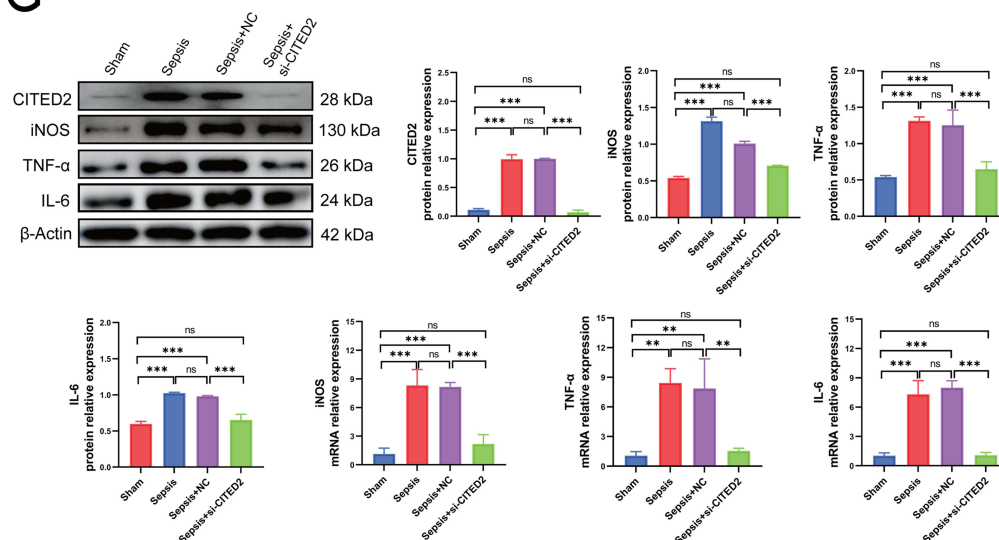 G
Sham
Sepsis
Sepsis+NC
Sepsis+
si-CITED2
CITED2
28 kDa
iNOS
130 kDa
TNF-α
26 kDa
IL-6
24 kDa
β-Actin
42 kDa
CITED2
protein relative expression
2.5
2.0
1.5
1.0
0.5
0.0
ns
***
*** ns ***
Sham
Sepsis
Sepsis+NC
Sepsis+si-CITED2
iNOS
protein relative expression
2.0
1.5
1.0
0.5
0.0
ns
***
*** ns ***
Sham
Sepsis
Sepsis+NC
Sepsis+si-CITED2
TNF-α
protein relative expression
2.0
1.5
1.0
0.5
0.0
ns
***
*** ns ***
Sham
Sepsis
Sepsis+NC
Sepsis+si-CITED2
IL-6
protein relative expression
2.0
1.5
1.0
0.5
0.0
ns
***
*** ns ***
Sham
Sepsis
Sepsis+NC
Sepsis+si-CITED2
iNOS
mRNA relative expression
15
12
9
6
3
0
ns
***
*** ns ***
Sham
Sepsis
Sepsis+NC
Sepsis+si-CITED2
TNF-α
mRNA relative expression
15
12
9
6
3
0
ns
**
** ns **
Sham
Sepsis
Sepsis+NC
Sepsis+si-CITED2
IL-6
mRNA relative expression
15
12
9
6
3
0
ns
***
*** ns ***
Sham
Sepsis
Sepsis+NC
Sepsis+si-CITED2